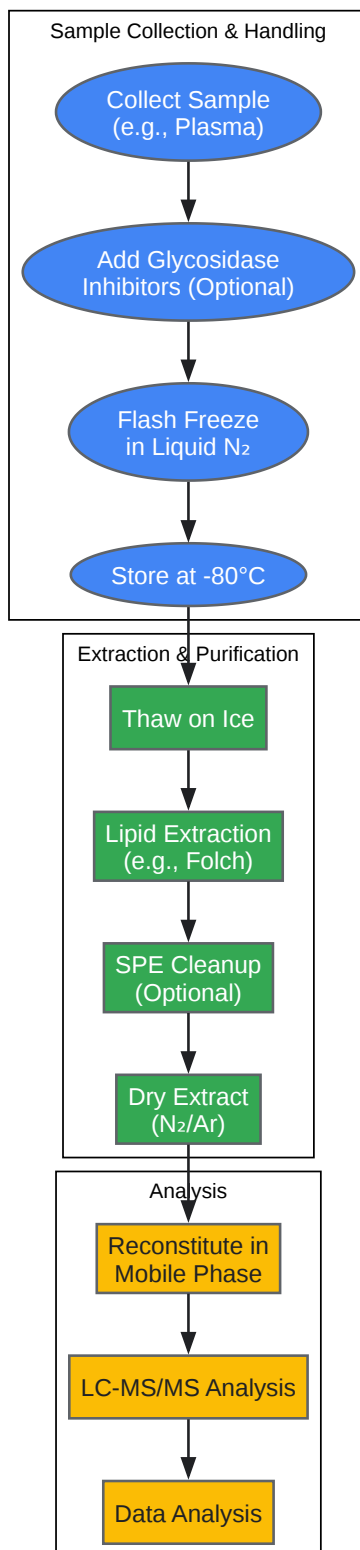 Sample Collection & Handling
Collect Sample
(e.g., Plasma)
Add Glycosidase
Inhibitors (Optional)
Flash Freeze
in Liquid N₂
Store at -80°C
Extraction & Purification
Thaw on Ice
Lipid Extraction
(e.g., Folch)
SPE Cleanup
(Optional)
Dry Extract
(N₂/Ar)
Analysis
Reconstitute in
Mobile Phase
LC-MS/MS Analysis
Data Analysis